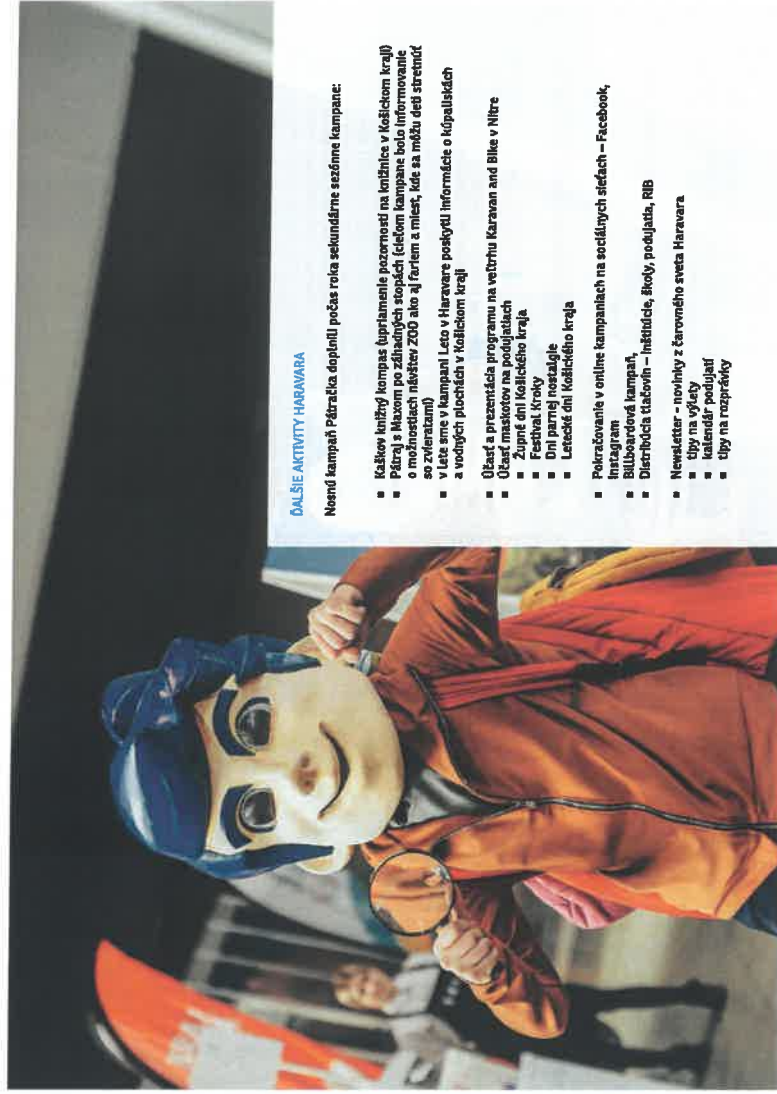 ĎALŠIE AKTIVITY HARAVARA
Nosnú kampaň Pátračka doplnili počas roka sekundárne sezónne kampane:
▪ Kaškov knižný kompas (upriamenie pozornosti na knižnice v Košickom kraji)
▪ Pátraj s Maxom po záhadných stopách (cieľom kampane bolo informovanie
o možnostiach návštev ZOO ako aj fariem a miest, kde sa môžu deti stretnúť
so zvieratami)
▪ v lete sme v kampani Leto v Haravare poskytli informácie o kúpaliskách
a vodných plochách v Košickom kraji
▪ Účasť a prezentácia programu na veľtrhu Karavan and Bike v Nitre
▪ Účasť maskotov na podujatiach
▪ Župné dni Košického kraja
▪ Festival Kroky
▪ Dni parnej nostalgie
▪ Letecké dni Košického kraja
▪ Pokračovanie v online kampaniach na sociálnych sieťach – Facebook,
Instagram
▪ Billboardová kampaň,
▪ Distribúcia tlačovín – inštitúcie, školy, podujatia, RIB
▪ Newsletter – novinky z čarovného sveta Haravara
▪ tipy na výlety
▪ kalendár podujatí
▪ tipy na rozprávky